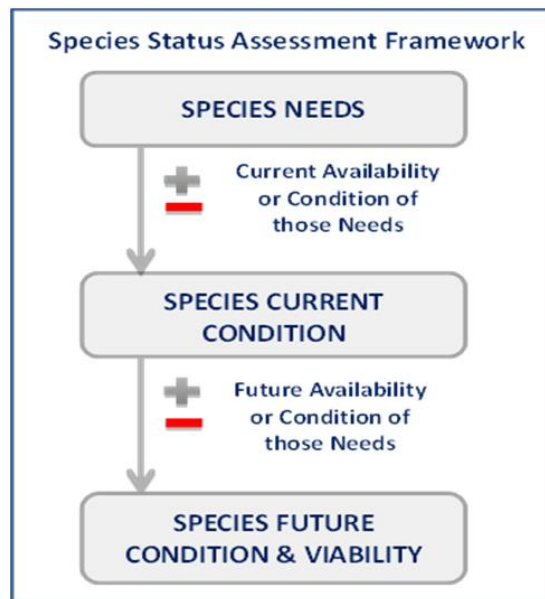 Species Status Assessment Framework
SPECIES NEEDS
Current Availability
or Condition of
those Needs
SPECIES CURRENT
CONDITION
Future Availability
or Condition of
those Needs
SPECIES FUTURE
CONDITION & VIABILITY